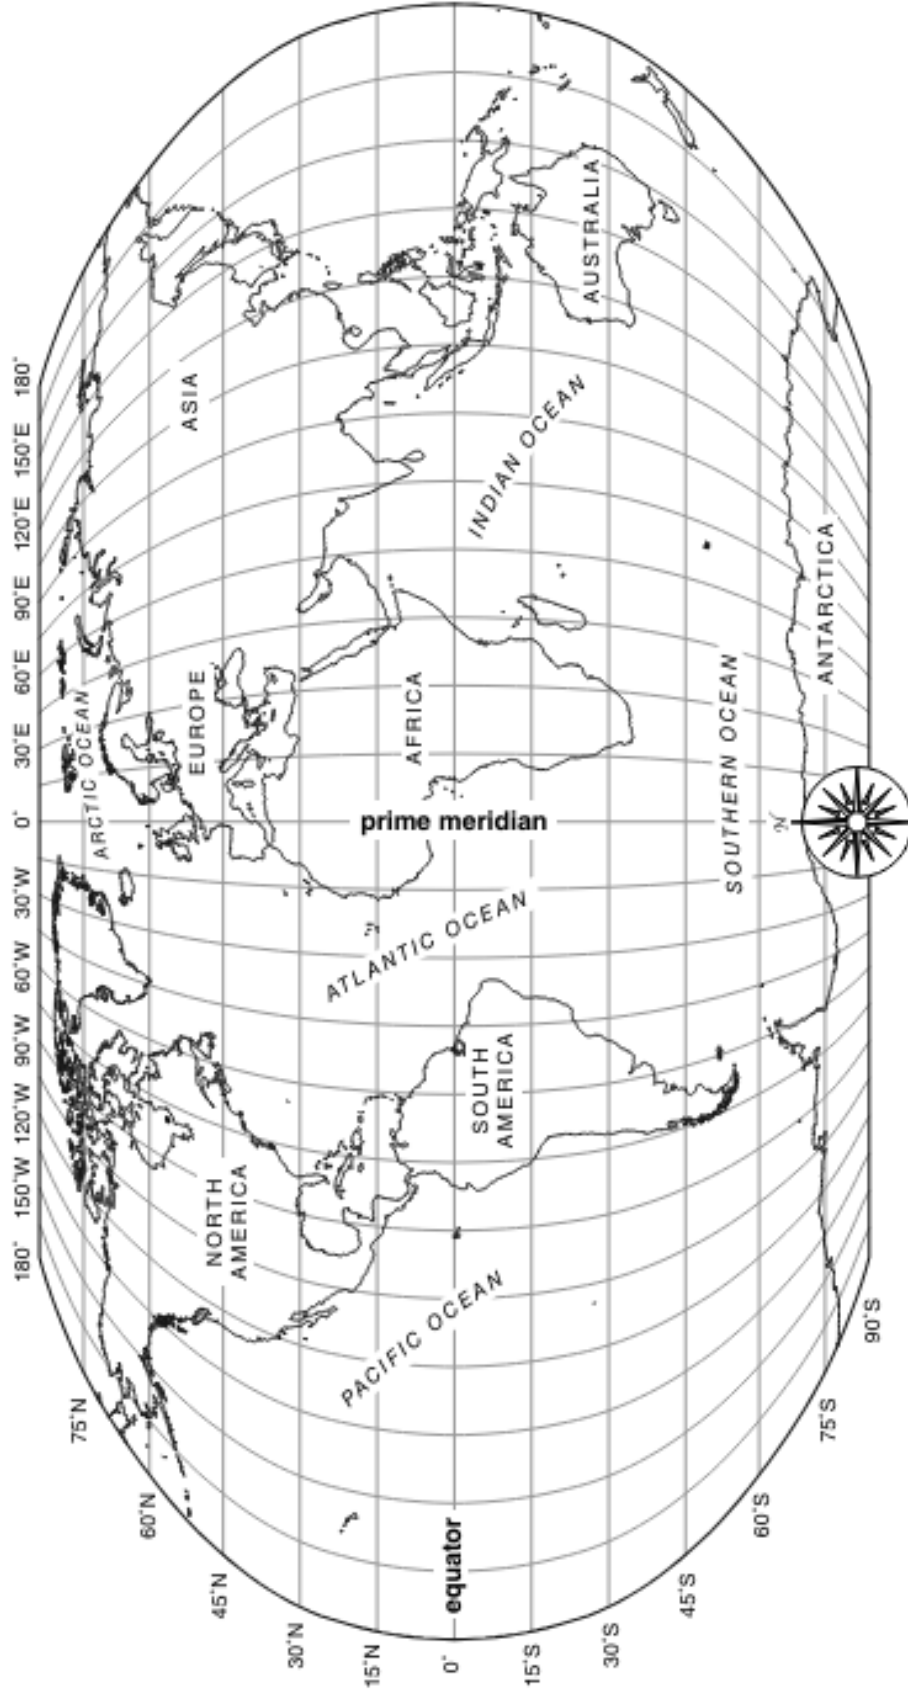 180°
150°W
120°W
90°W
60°W
30°W
0°
30°E
60°E
90°E
120°E
150°E
180°
75°N
60°N
45°N
30°N
15°N
0°
15°S
30°S
45°S
60°S
75°S
90°S
ARCTIC OCEAN
NORTH
AMERICA
EUROPE
ASIA
PACIFIC OCEAN
ATLANTIC OCEAN
AFRICA
prime meridian
equator
SOUTH
AMERICA
INDIAN OCEAN
AUSTRALIA
SOUTHERN OCEAN
ANTARCTICA
N